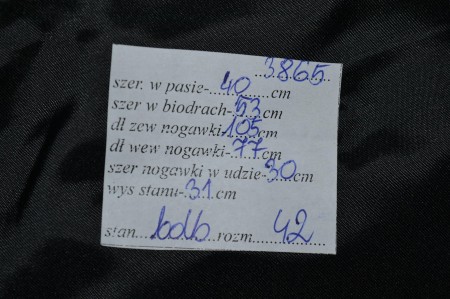 ...3865...
szer. w pasie-..40........cm
szer w biodrach-53..cm
dł zew nogawki-105.cm
dł wew nogawki-..77...cm
szer nogawki w udzie-30....cm
wys stanu-31.cm
stan....bdb...rozm....42...